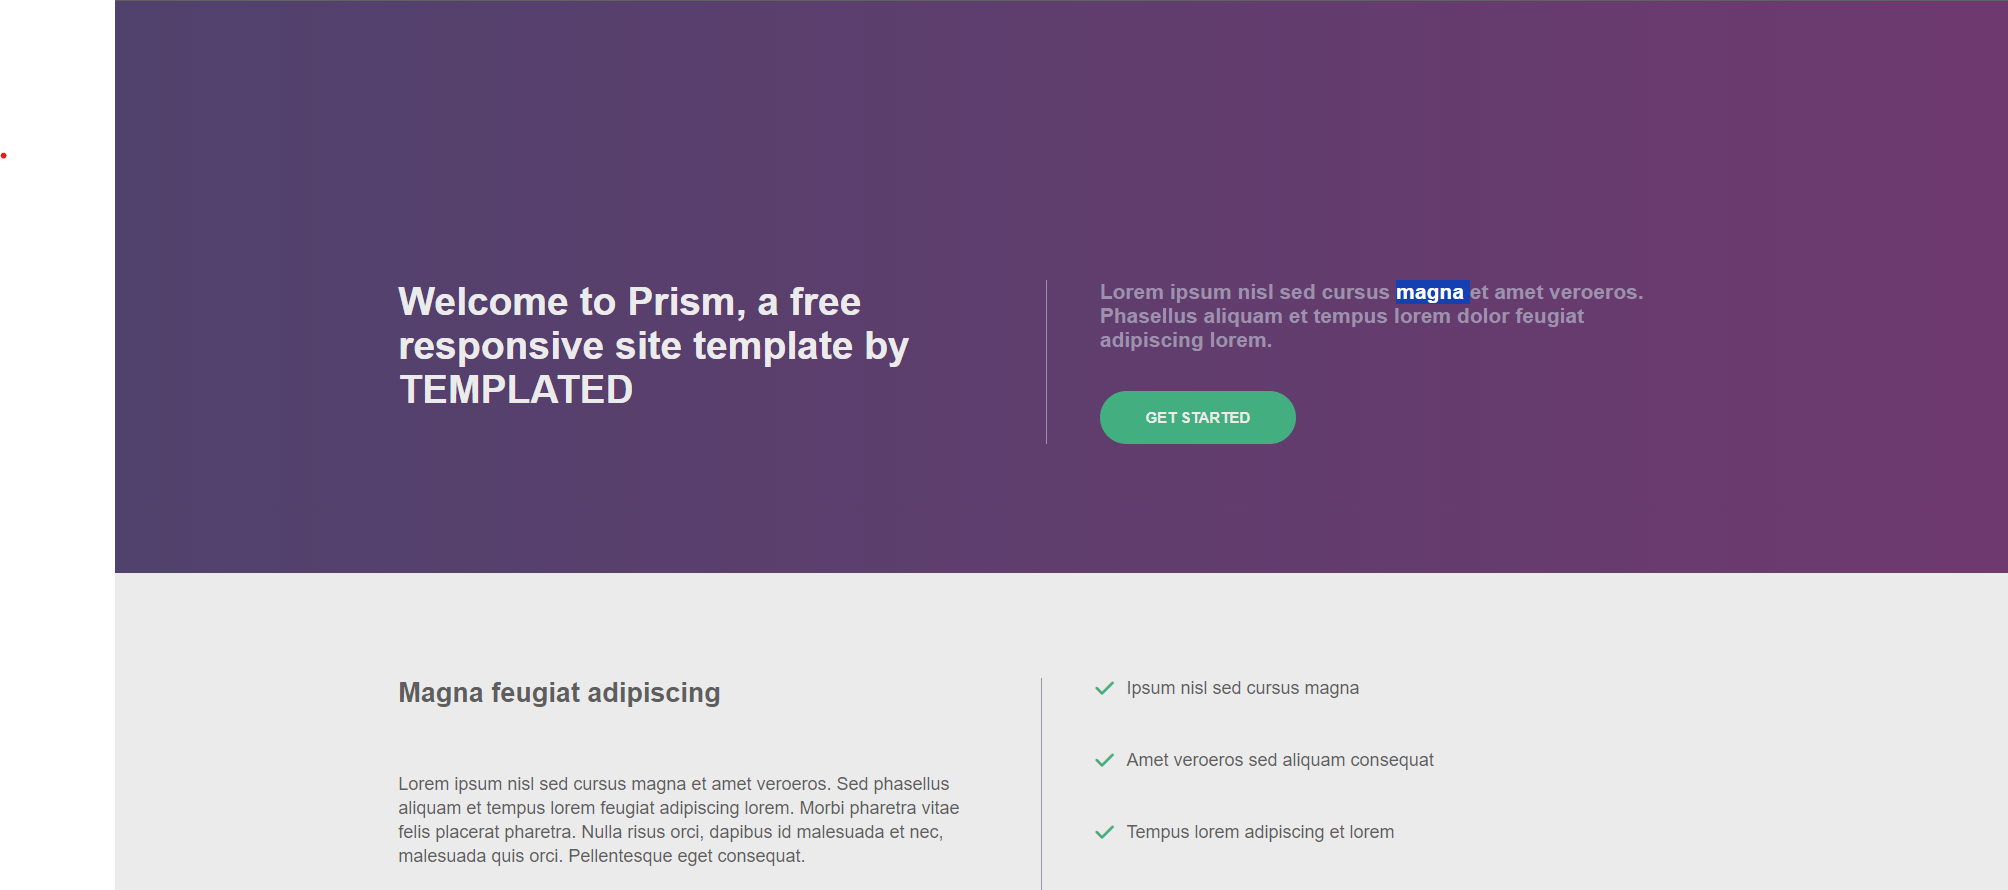 Welcome to Prism, a free
responsive site template by
TEMPLATED
Lorem ipsum nisl sed cursus magna et amet veroeros.
Phasellus aliquam et tempus lorem dolor feugiat
adipiscing lorem.
GET STARTED
Magna feugiat adipiscing
Lorem ipsum nisl sed cursus magna et amet veroeros. Sed phasellus
aliquam et tempus lorem feugiat adipiscing lorem. Morbi pharetra vitae
felis placerat pharetra. Nulla risus orci, dapibus id malesuada et nec,
malesuada quis orci. Pellentesque eget consequat.
Ipsum nisl sed cursus magna
Amet veroeros sed aliquam consequat
Tempus lorem adipiscing et lorem